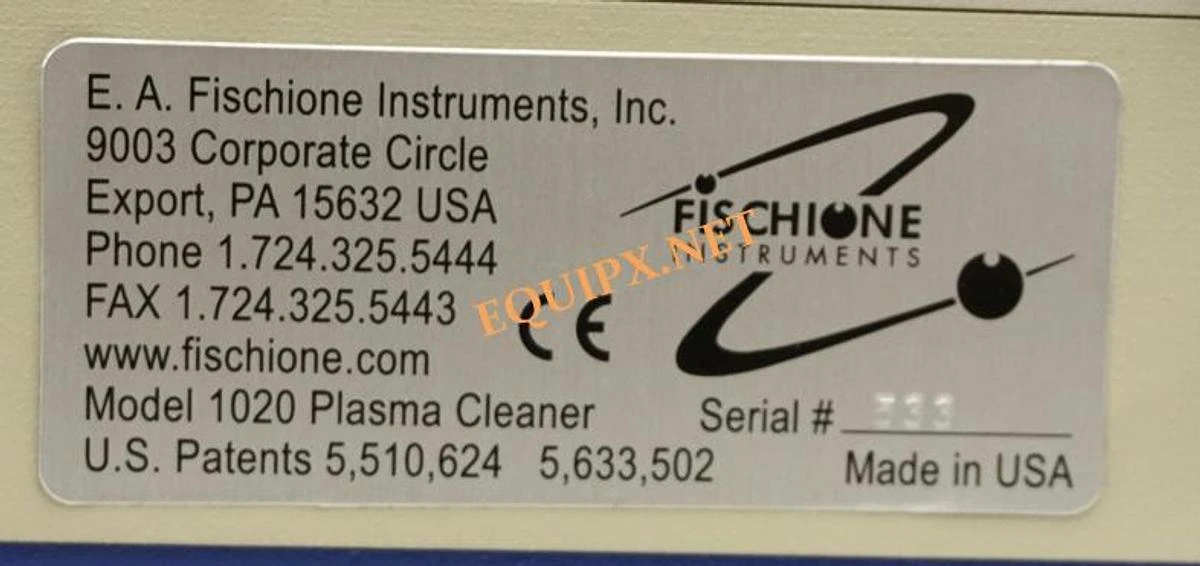 E. A. Fischione Instruments, Inc.
9003 Corporate Circle
Export, PA 15632 USA
Phone 1.724.325.5444
FAX 1.724.325.5443
www.fischione.com
Model 1020 Plasma Cleaner
U.S. Patents 5,510,624 5,633,502
FISCHIONE
INSTRUMENTS
EQUIPX.NET
CE
Serial # 333
Made in USA